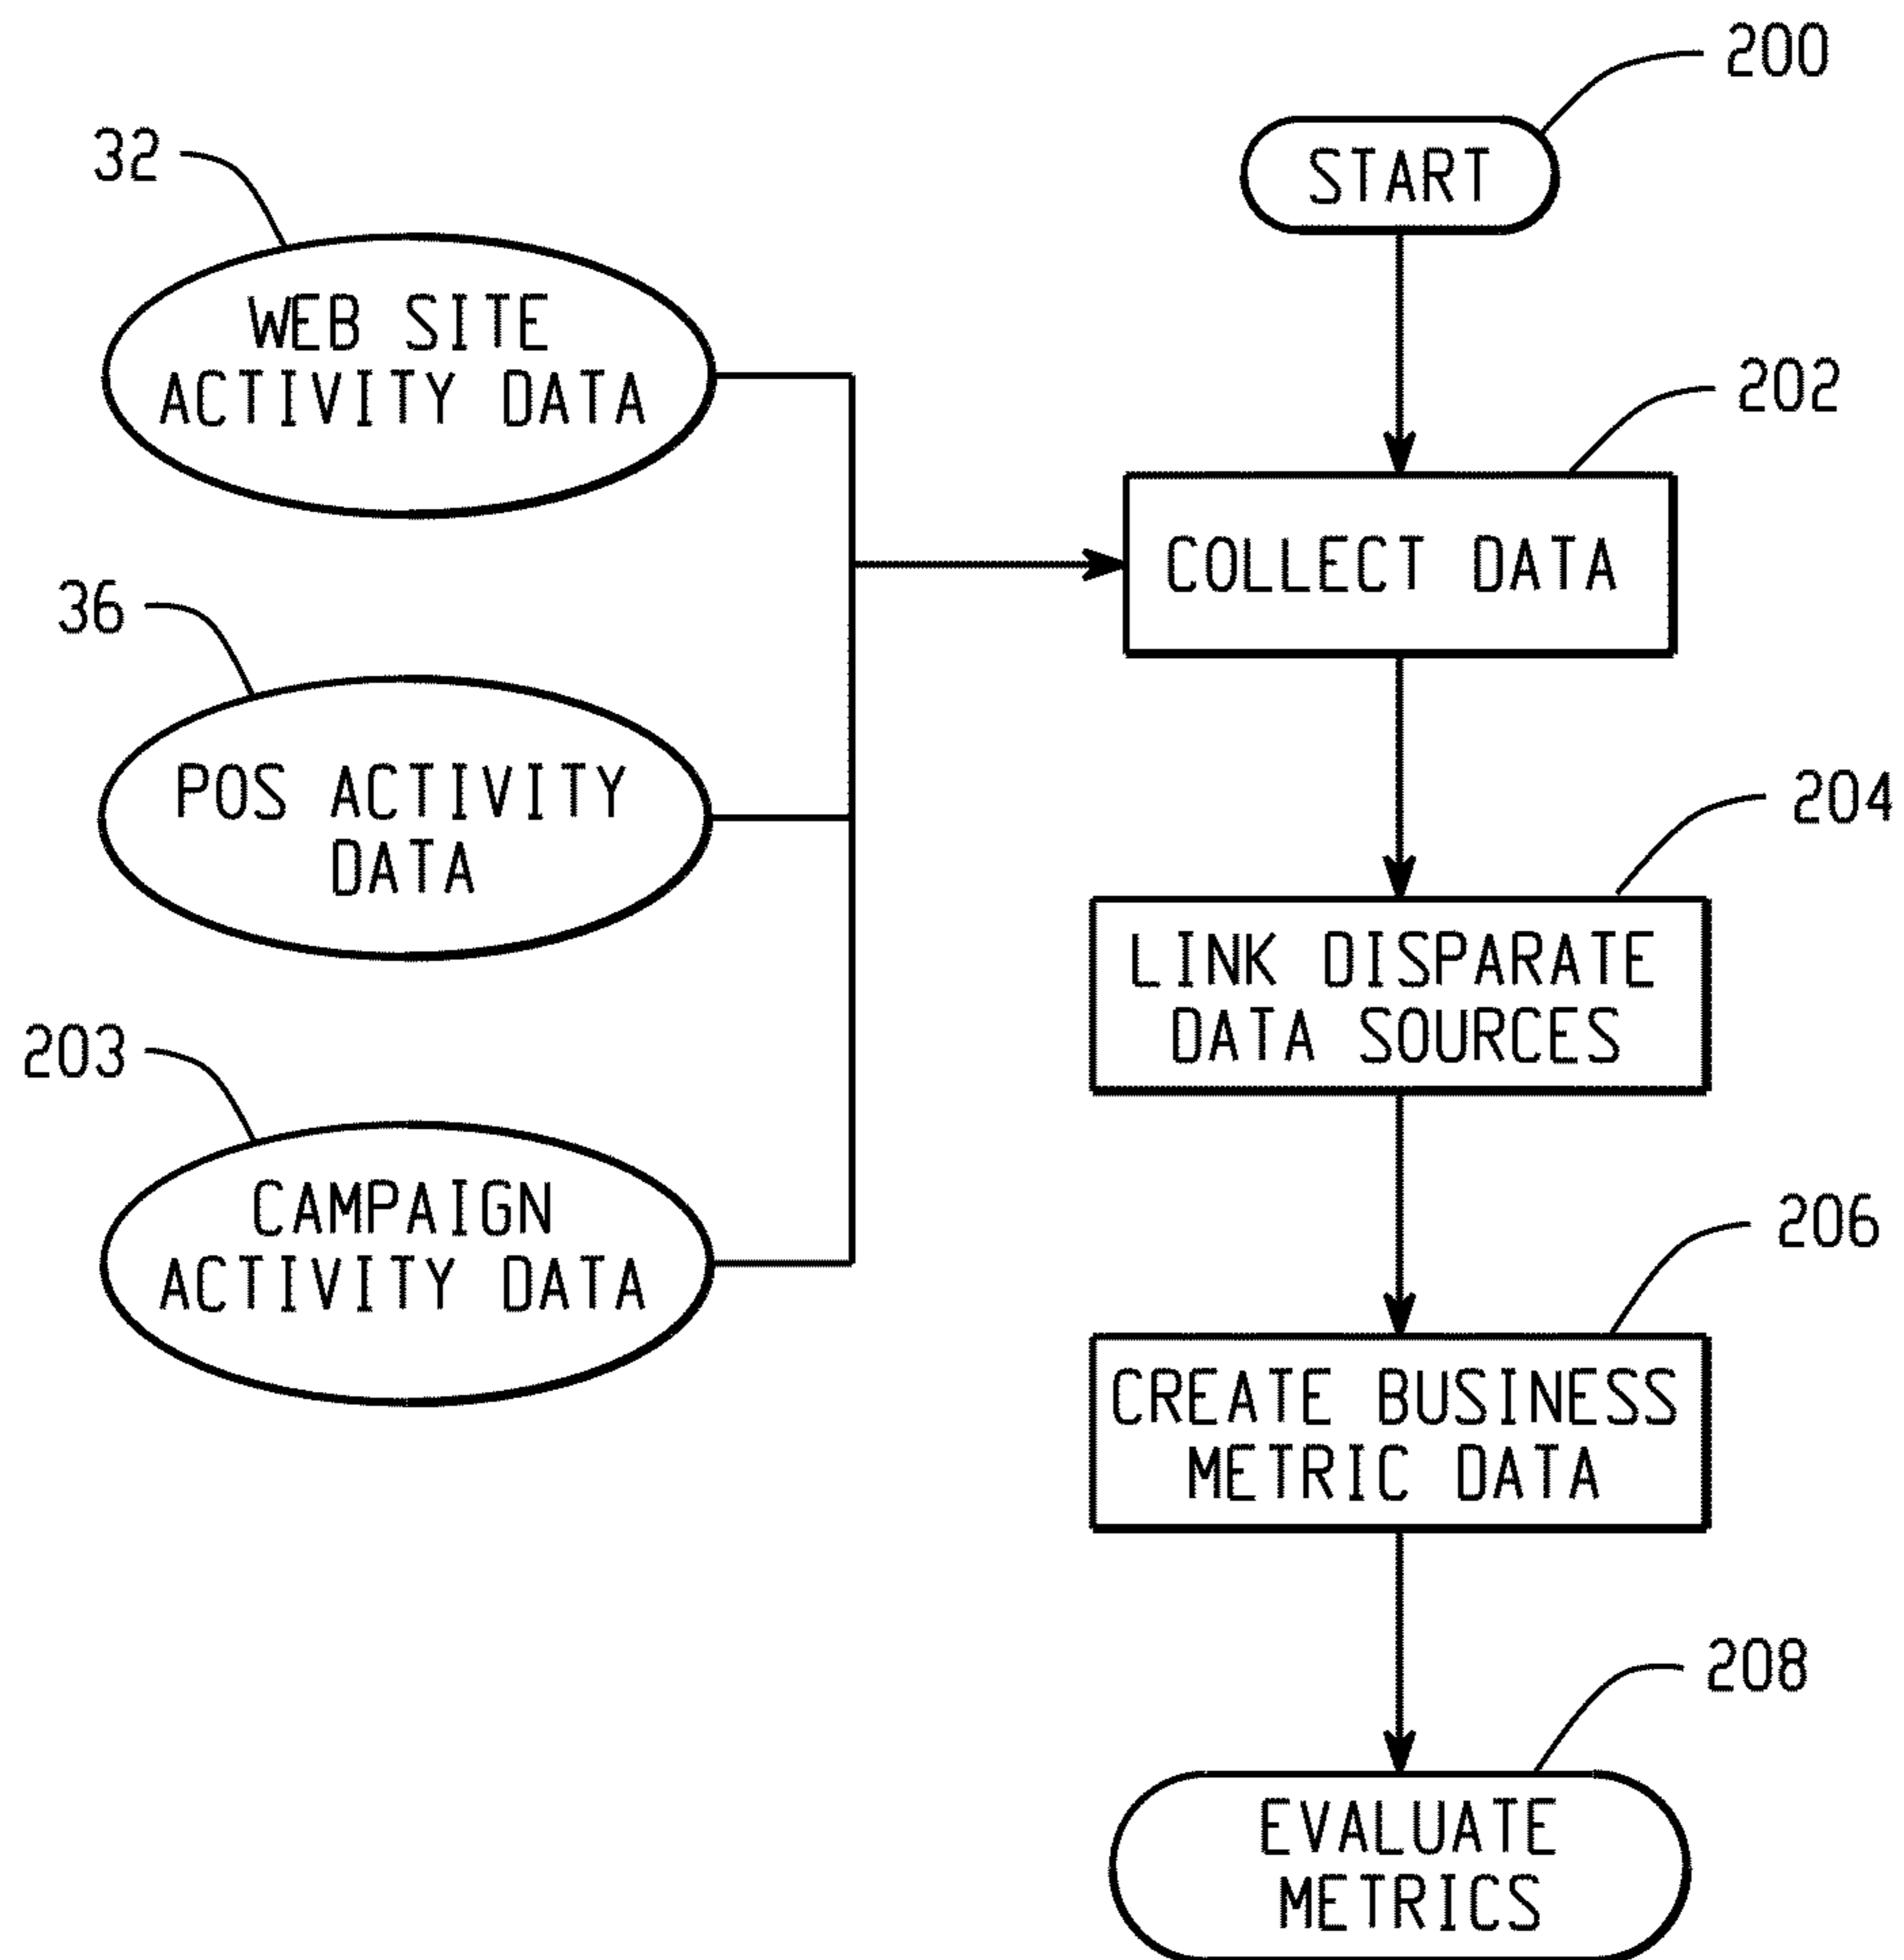 200
START
32
WEB SITE
ACTIVITY DATA
202
COLLECT DATA
36
POS ACTIVITY
DATA
204
LINK DISPARATE
DATA SOURCES
203
CAMPAIGN
ACTIVITY DATA
206
CREATE BUSINESS
METRIC DATA
208
EVALUATE
METRICS